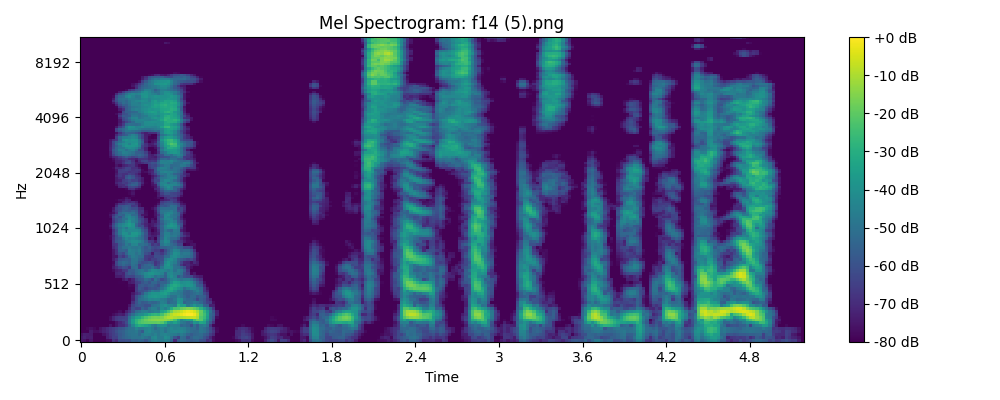 Mel Spectrogram: f14 (5).png
Hz
8192
4096
2048
1024
512
0
0 0.6 1.2 1.8 2.4 3 3.6 4.2 4.8
Time
+0 dB
-10 dB
-20 dB
-30 dB
-40 dB
-50 dB
-60 dB
-70 dB
-80 dB